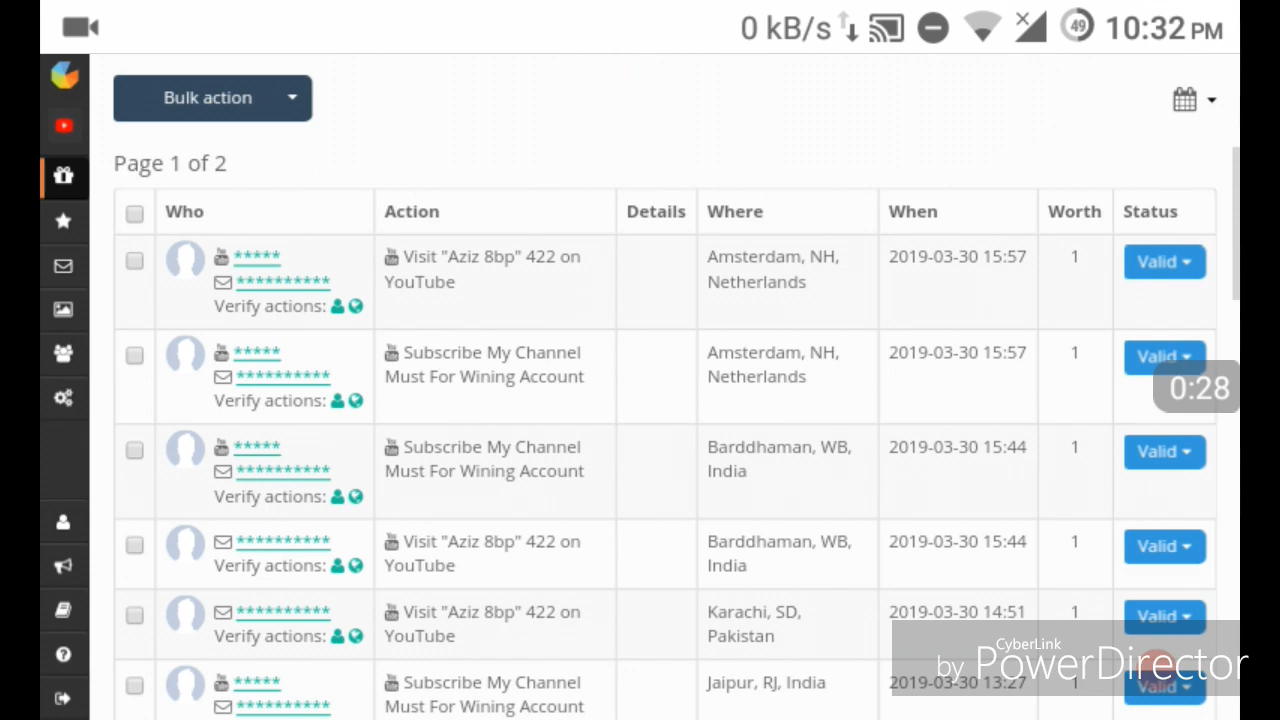 0 kB/s 49 10:32 PM
Bulk action
Page 1 of 2
Who Action Details Where When Worth Status
***** Visit "Aziz 8bp" 422 on Amsterdam, NH, 2019-03-30 15:57 1 Valid
********** YouTube Netherlands
Verify actions:
***** Subscribe My Channel Amsterdam, NH, 2019-03-30 15:57 1 Valid
********** Must For Wining Account Netherlands
0:28
Verify actions:
***** Subscribe My Channel Barddhaman, WB, 2019-03-30 15:44 1 Valid
********** Must For Wining Account India
Verify actions:
********** Visit "Aziz 8bp" 422 on Barddhaman, WB, 2019-03-30 15:44 1 Valid
Verify actions: YouTube India
********** Visit "Aziz 8bp" 422 on Karachi, SD, 2019-03-30 14:51 1 Valid
Verify actions: YouTube Pakistan
CyberLink
by PowerDirector
***** Subscribe My Channel Jaipur, RJ, India 2019-03-30 13:27 1 Valid
********** Must For Wining Account